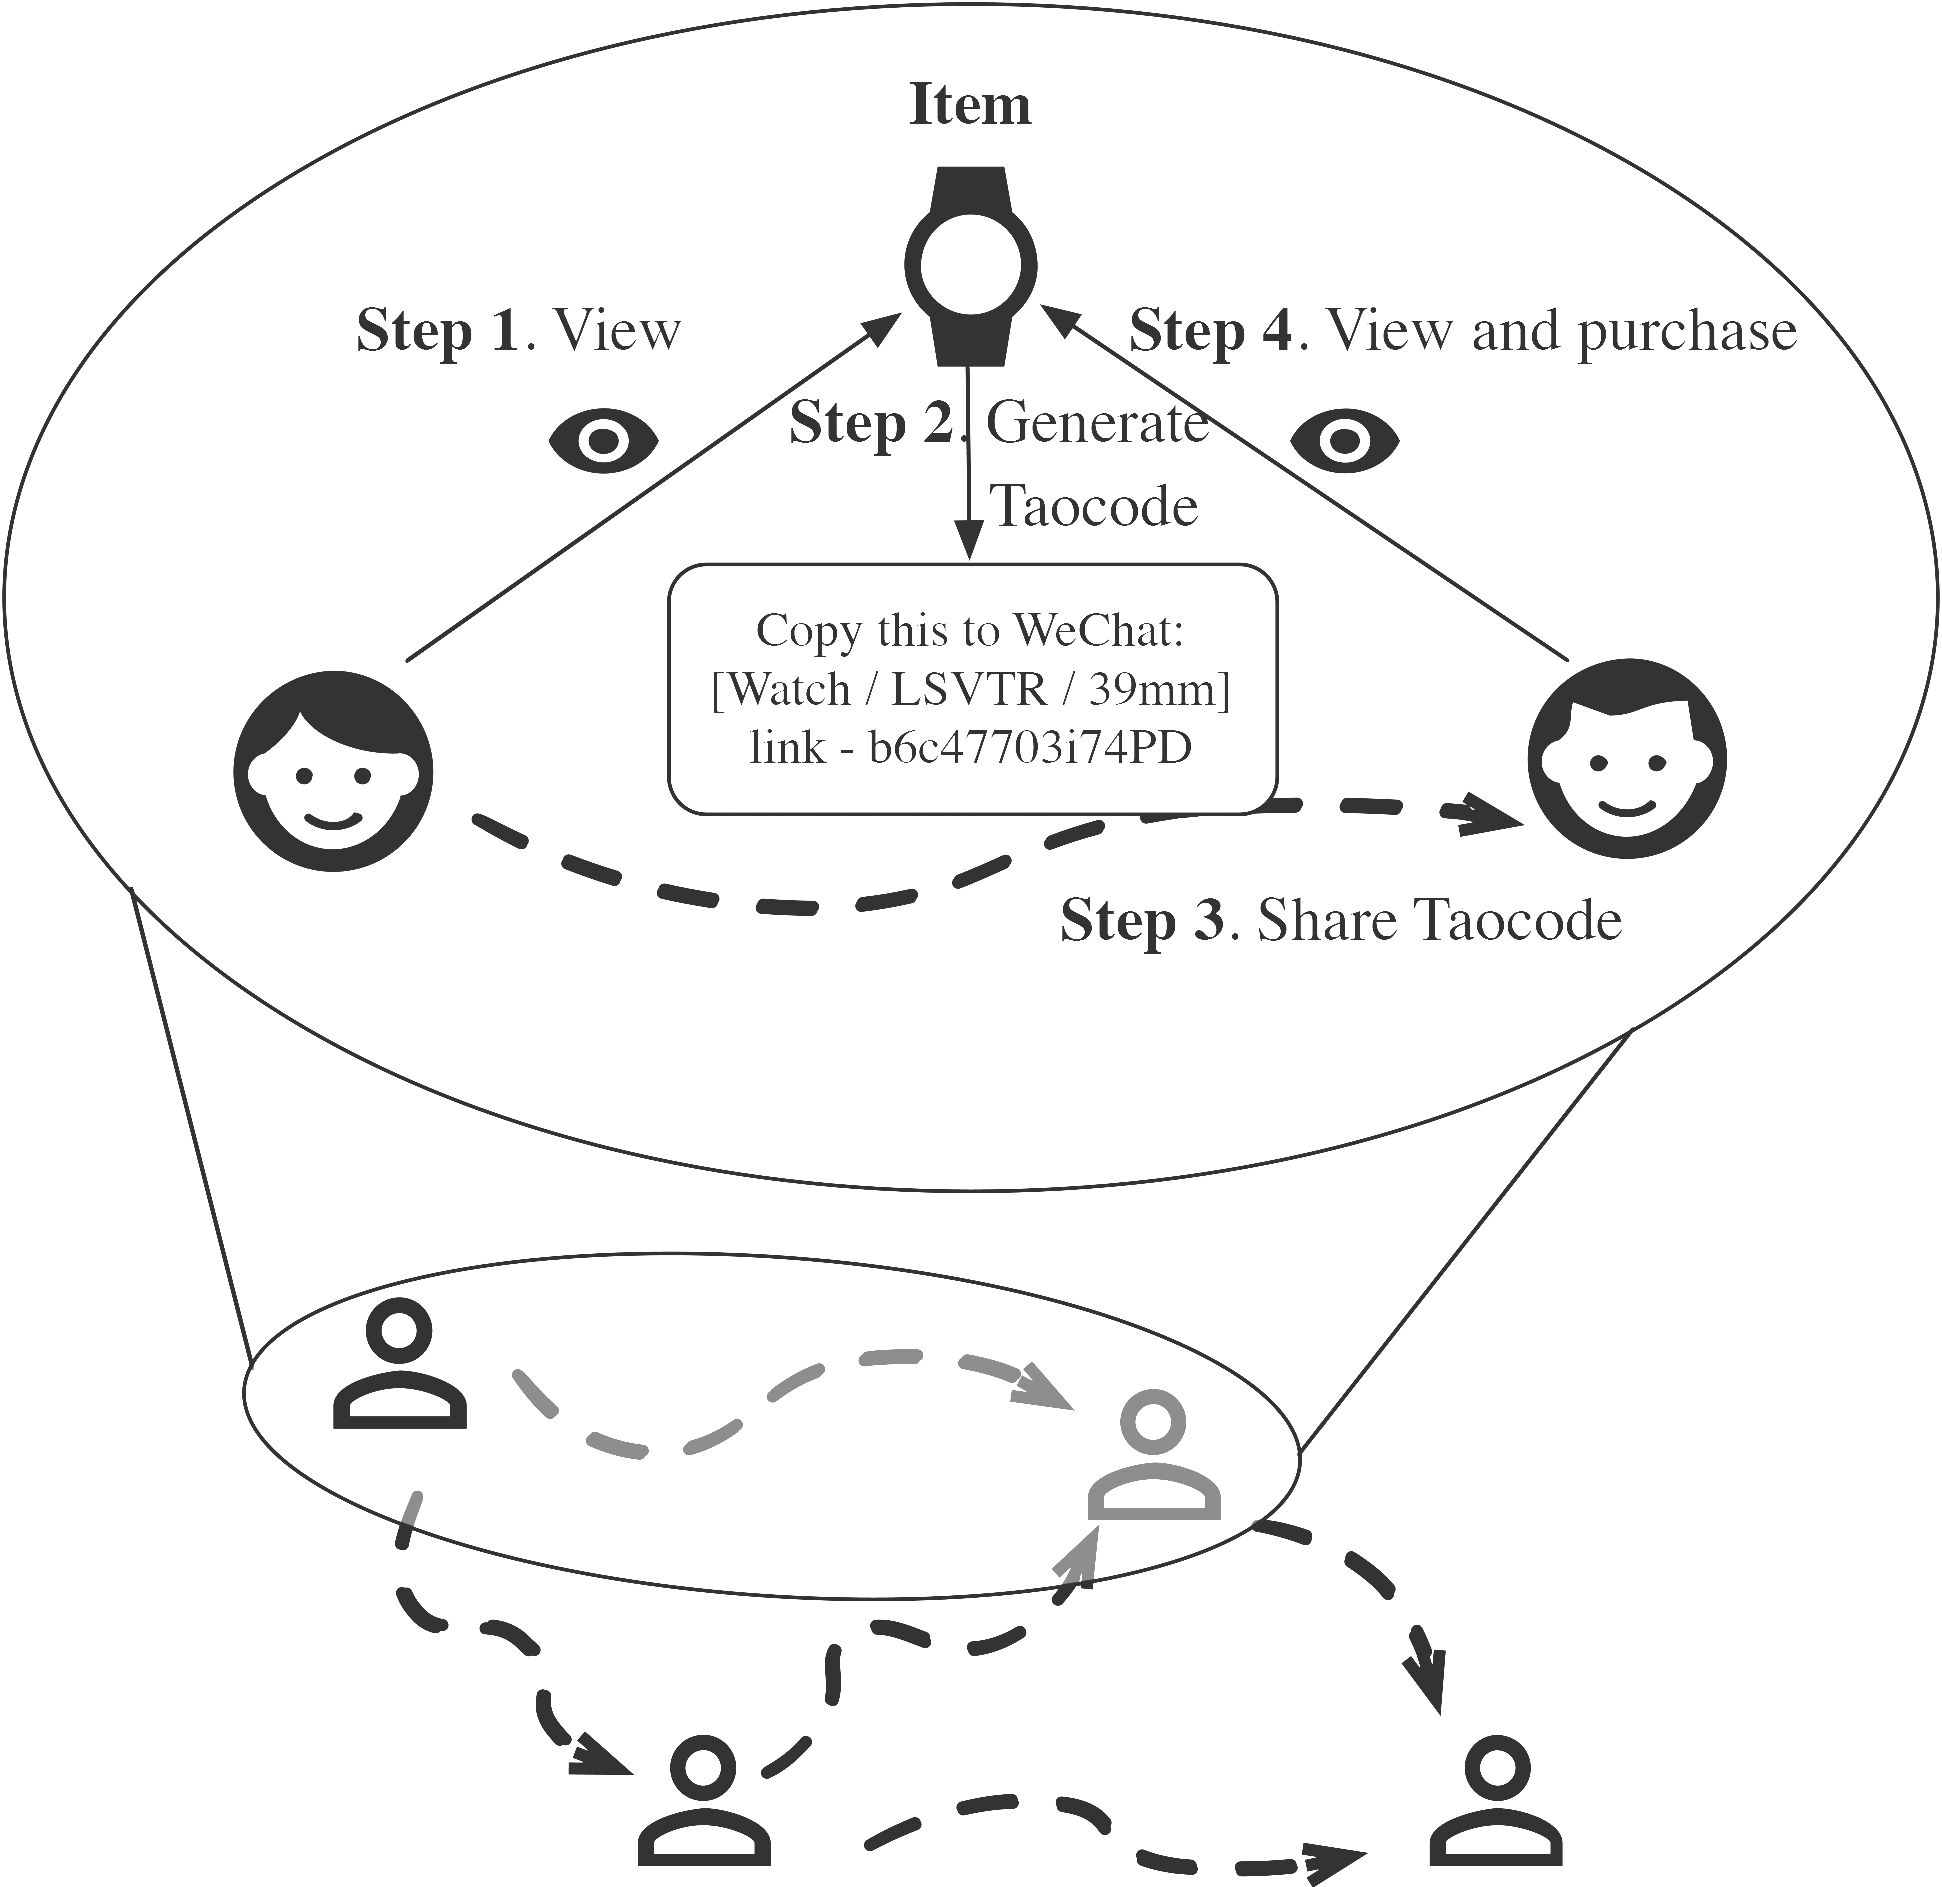 Item
Step 1. View
Step 4. View and purchase
Step 2. Generate
Taocode
Copy this to WeChat:
[Watch / LSVTR / 39mm]
link - b6c47703i74PD
Step 3. Share Taocode